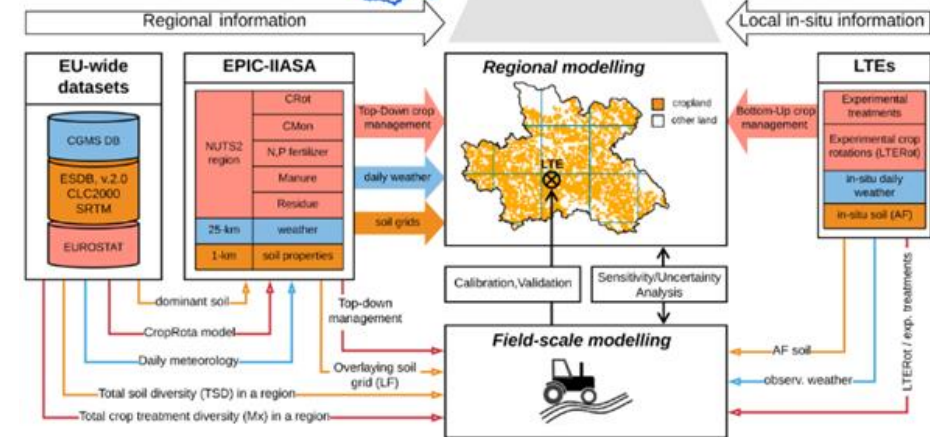 Regional information
Local in-situ information
EU-wide
datasets
CGMS DB
ESDB, v.2.0
CLC2000
SRTM
EUROSTAT
EPIC-IIASA
NUTS2
region
CRot
CMon
N,P fertilizer
Manure
Residue
25-km
weather
1-km
soil properties
Top-Down crop
management
daily weather
soil grids
Regional modelling
cropland
other land
LTE
Bottom-Up crop
management
LTEs
Experimental
treatments
Experimental crop
rotations (LTERot)
in-situ daily
weather
in-situ soil (AF)
Calibration,Validation
Sensitivity/Uncertainty
Analysis
dominant soil
CropRota model
Daily meteorology
Total soil diversity (TSD) in a region
Total crop treatment diversity (Mx) in a region
Top-down
management
Overlaying soil
grid (LF)
Field-scale modelling
AF soil
observ. weather
LTERot / exp. treatments